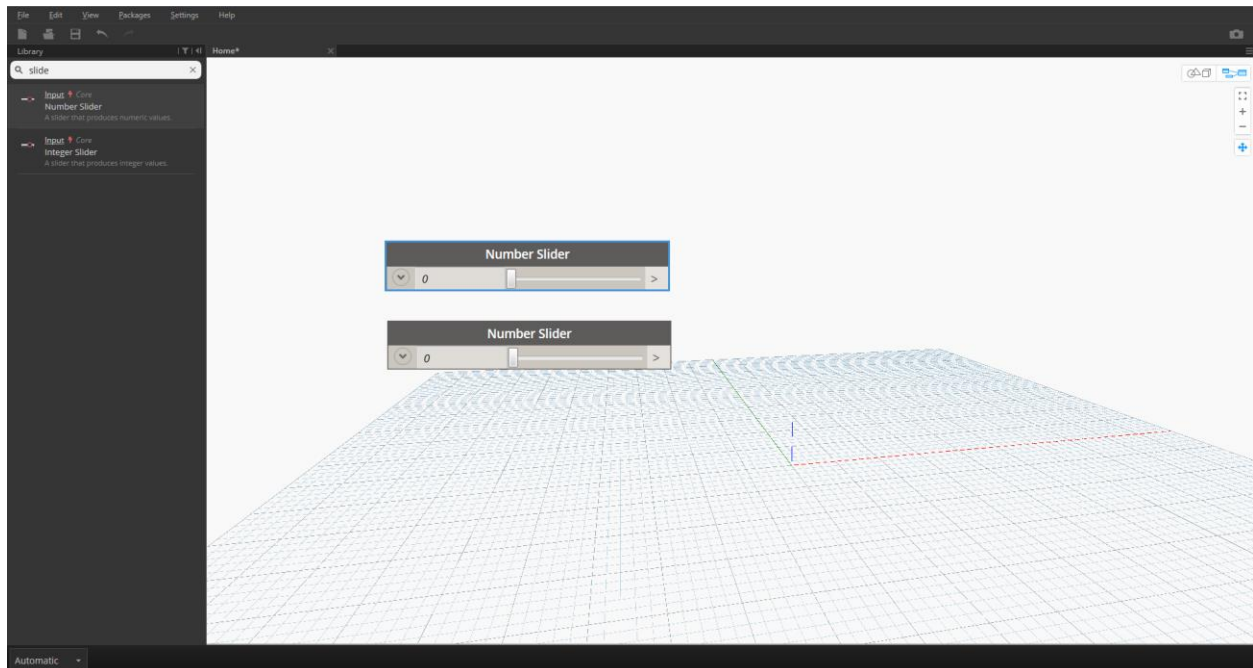 File Edit View Packages Settings Help
Library
Home*
slide
Input Core
Number Slider
A slider that produces numeric values.
Input Core
Integer Slider
A slider that produces integer values.
Number Slider
0 >
Number Slider
0 >
Automatic